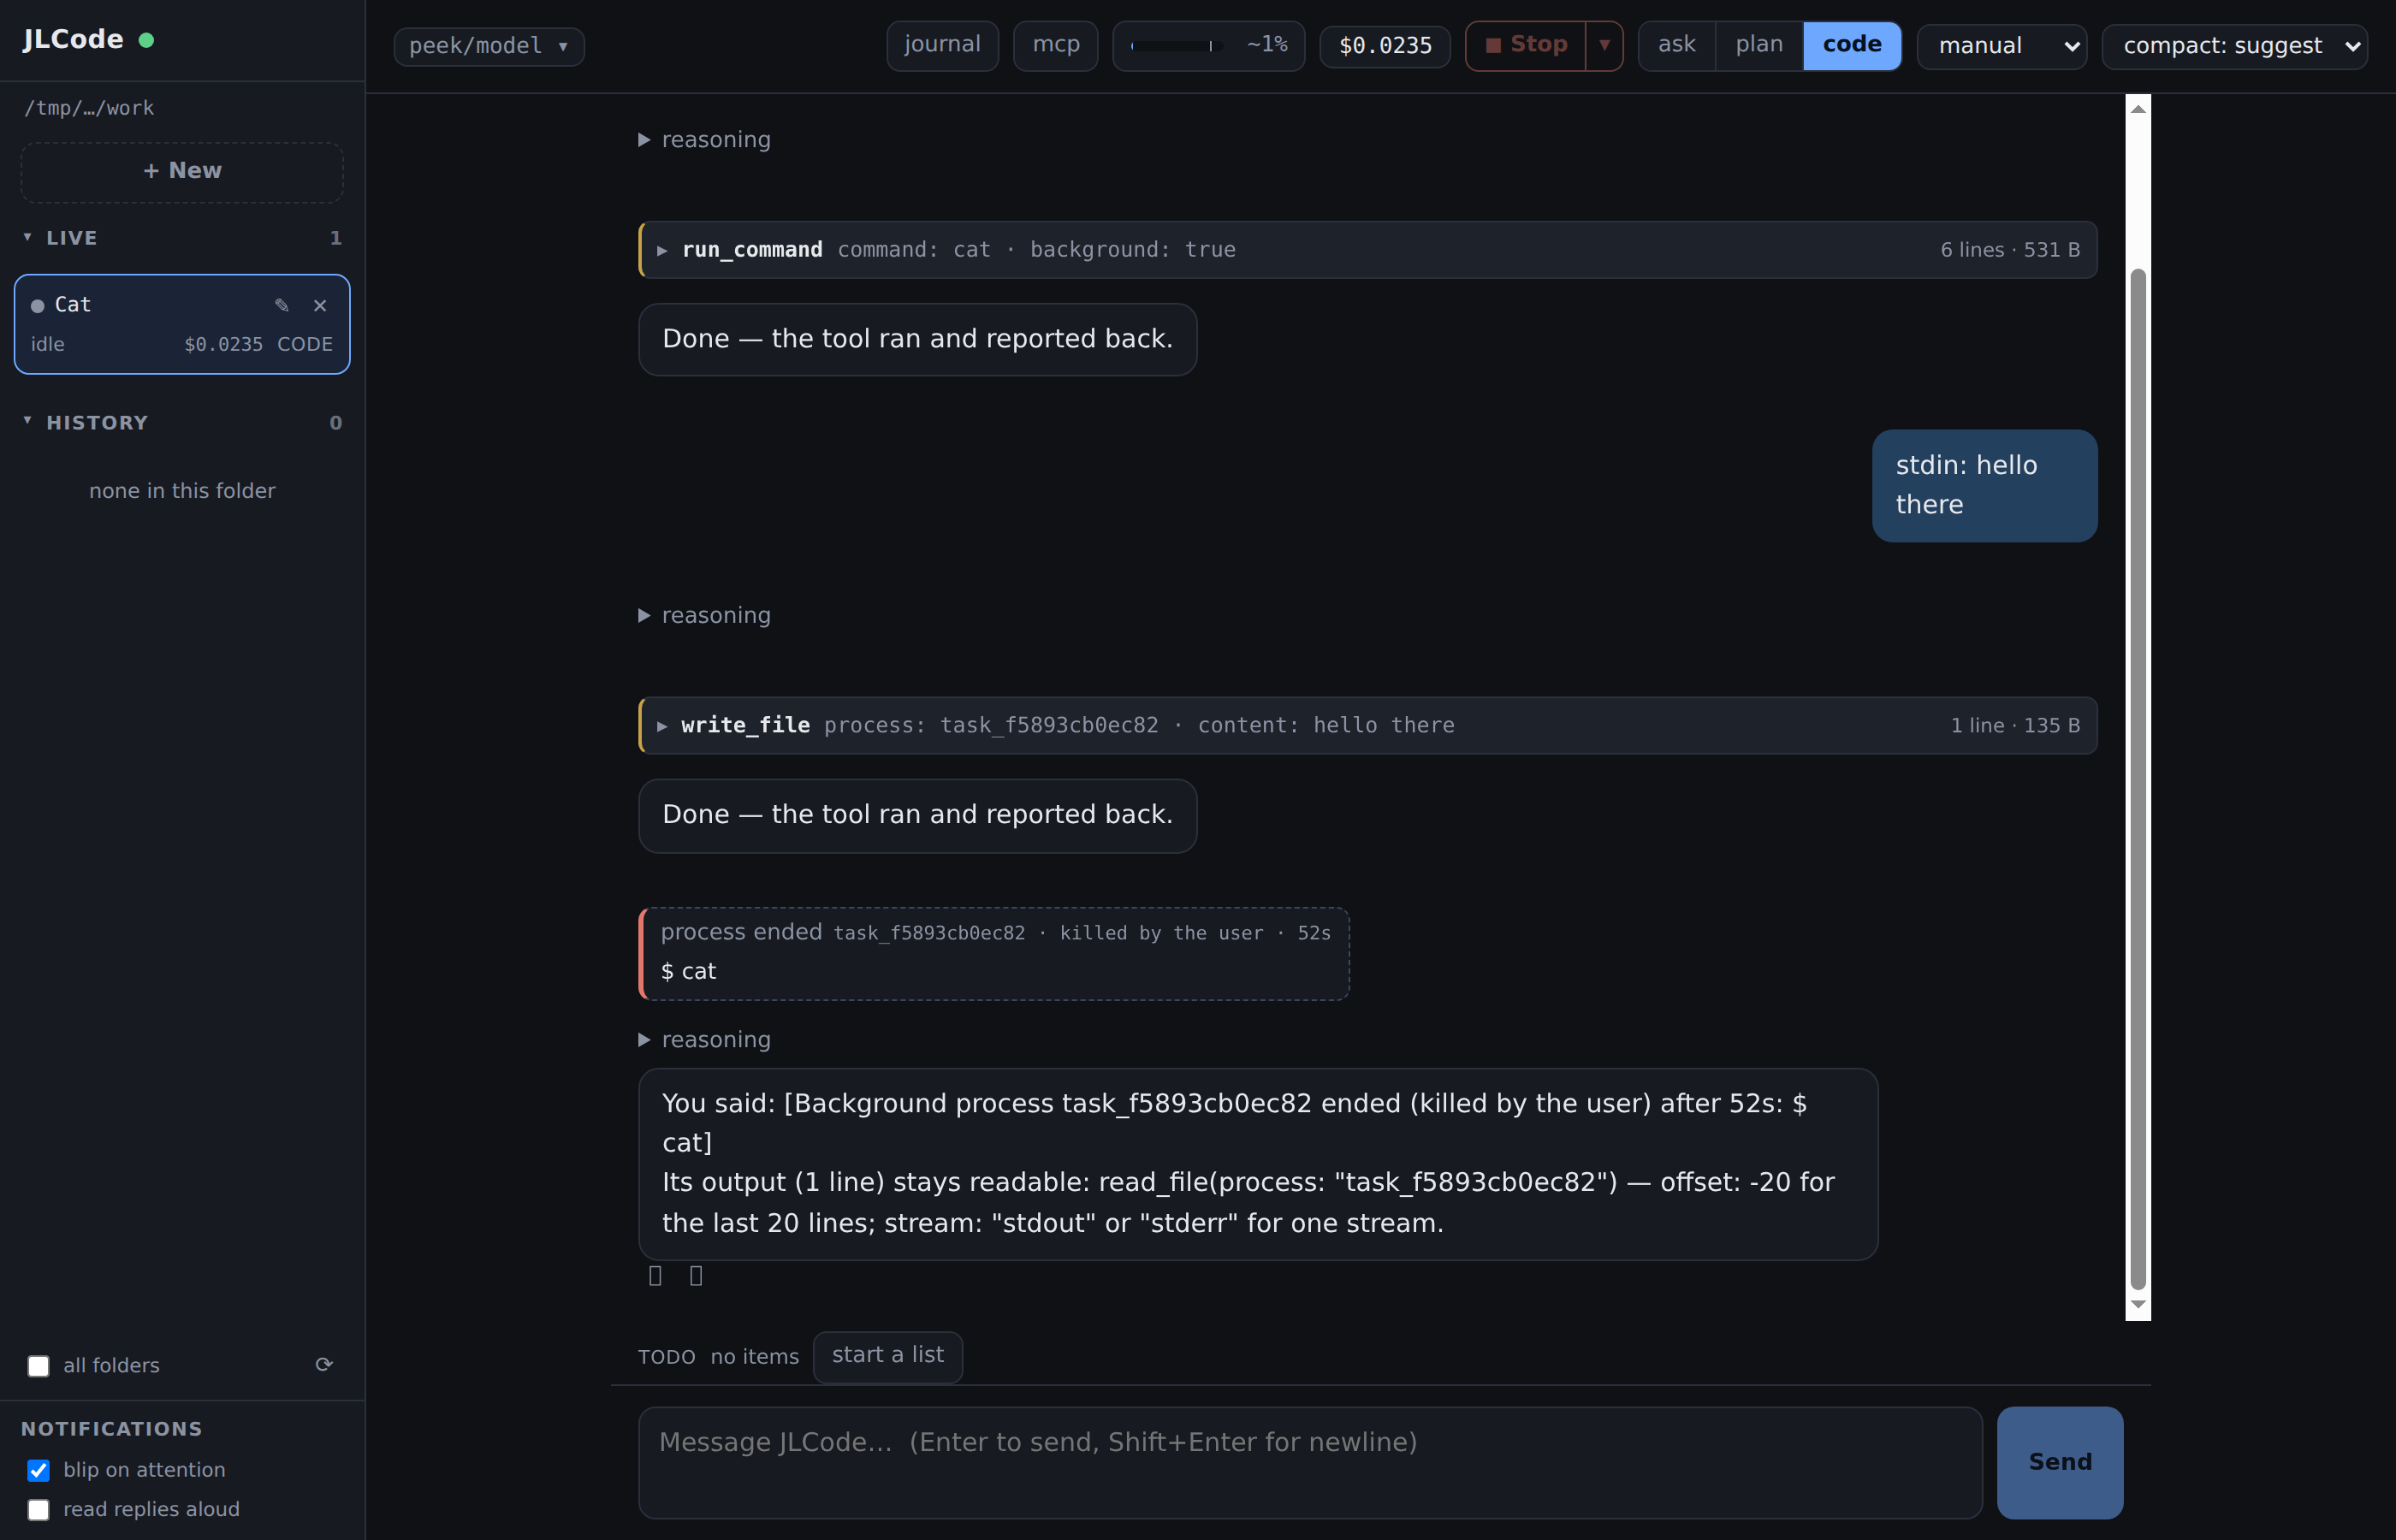 JLCode
/tmp/…/work
+ New
LIVE 1
Cat
idle $0.0235 CODE
HISTORY 0
none in this folder
all folders
NOTIFICATIONS
blip on attention
read replies aloud
peek/model
journal
mcp
~1%
$0.0235
Stop
ask
plan
code
manual
compact: suggest
reasoning
run_command command: cat · background: true 6 lines · 531 B
Done — the tool ran and reported back.
stdin: hello
there
reasoning
write_file process: task_f5893cb0ec82 · content: hello there 1 line · 135 B
Done — the tool ran and reported back.
process ended task_f5893cb0ec82 · killed by the user · 52s
$ cat
reasoning
You said: [Background process task_f5893cb0ec82 ended (killed by the user) after 52s: $
cat]
Its output (1 line) stays readable: read_file(process: "task_f5893cb0ec82") — offset: -20 for
the last 20 lines; stream: "stdout" or "stderr" for one stream.
TODO no items start a list
Message JLCode… (Enter to send, Shift+Enter for newline)
Send